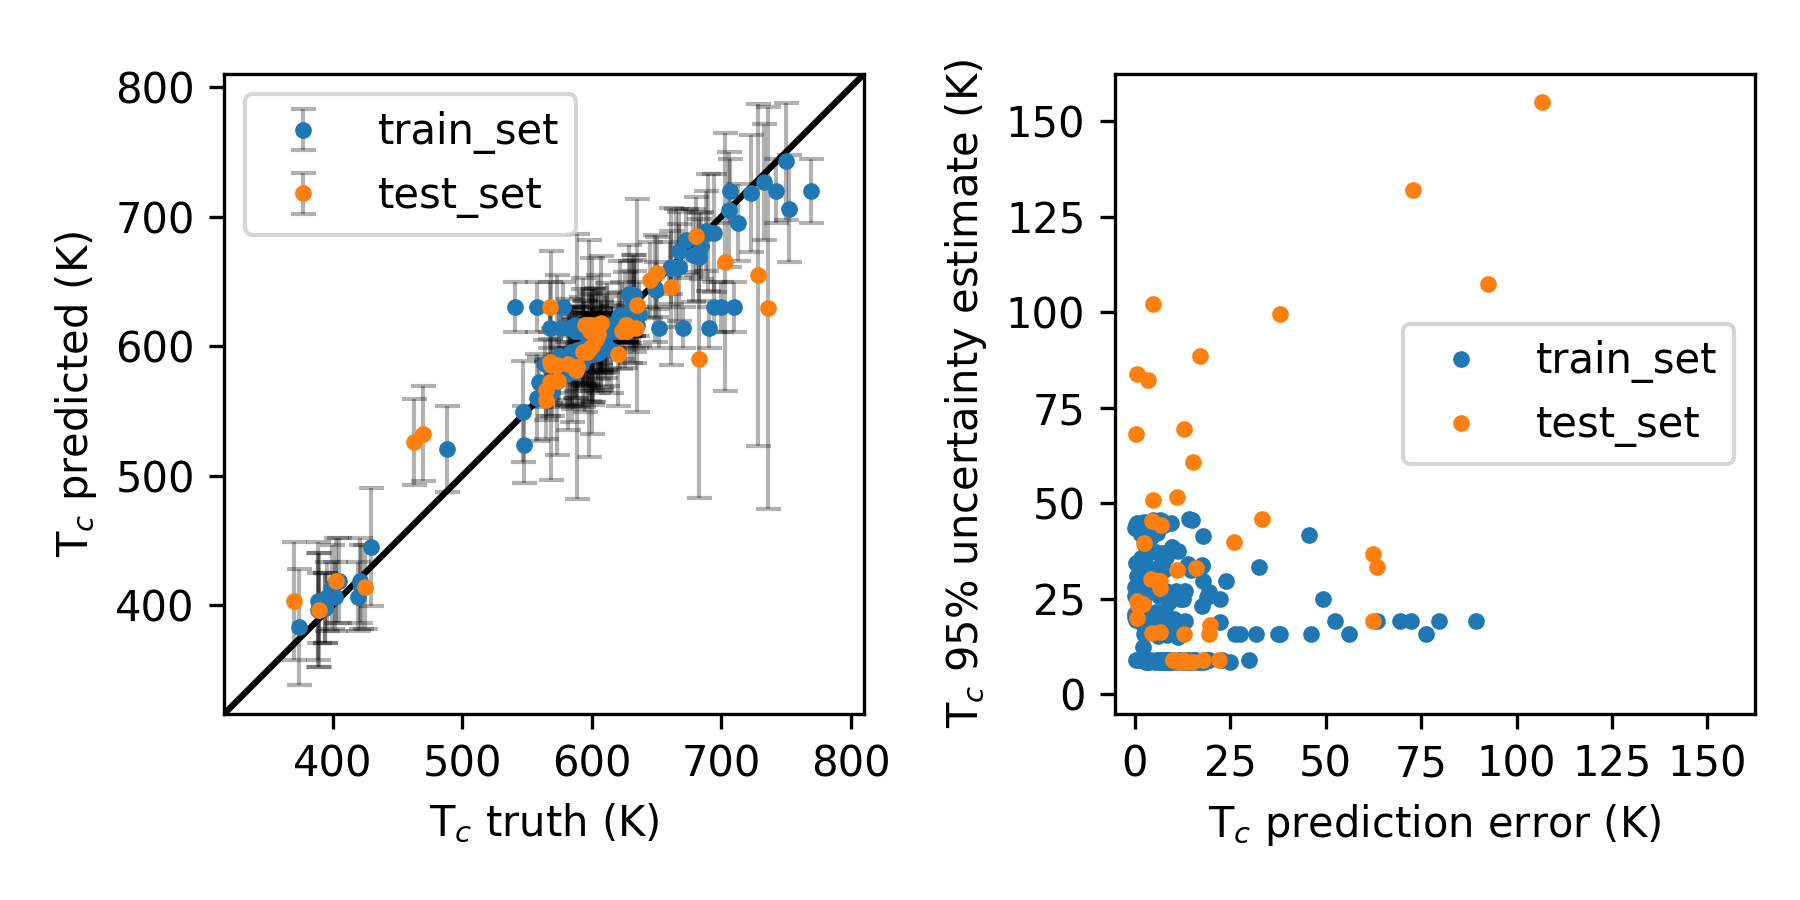 800
700
600
500
400
T_c predicted (K)
train_set
test_set
400 500 600 700 800
T_c truth (K)
150
125
100
75
50
25
0
T_c 95% uncertainty estimate (K)
train_set
test_set
0 25 50 75 100 125 150
T_c prediction error (K)